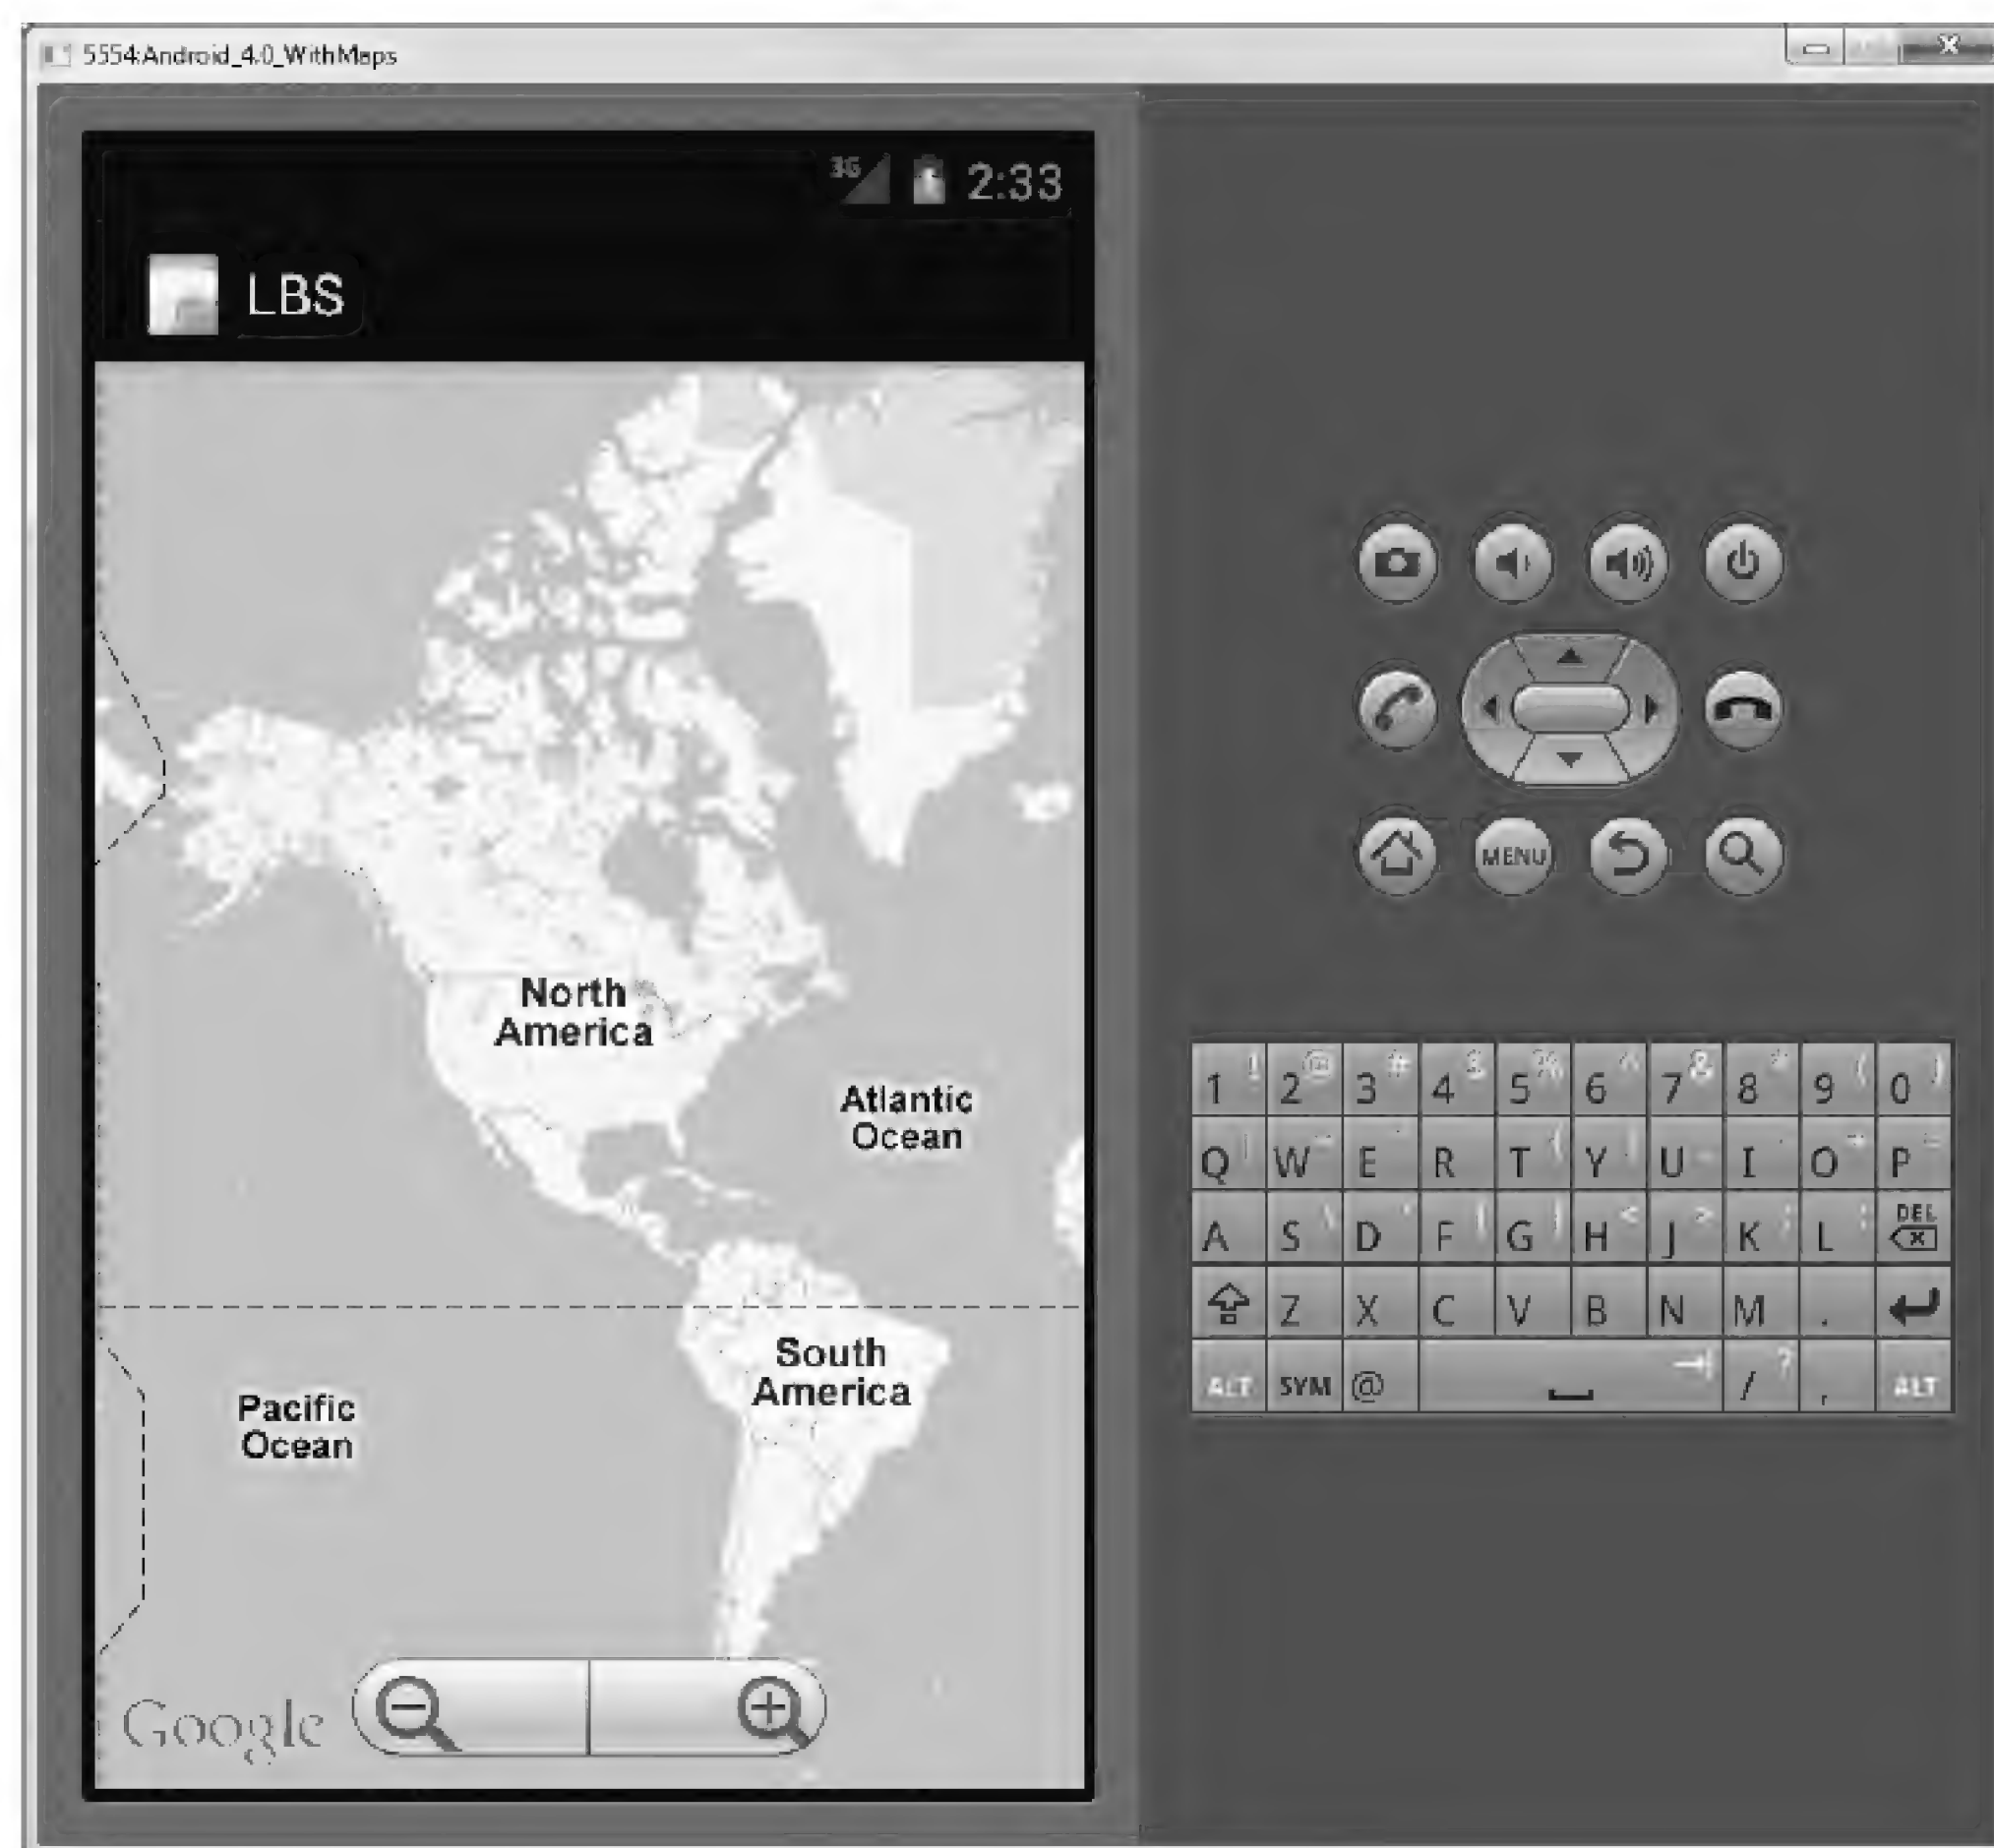 5554:Android_4.0_WithMaps
3G 2:33
LBS
North
America
Atlantic
Ocean
South
America
Pacific
Ocean
Google
MENU
1 ! 2 @ 3 # 4 $ 5 % 6 ^ 7 & 8 * 9 ( 0 )
Q W E R T { Y U I O P
A S \ D ' F [ G ] H < J > K ; L : DEL
Z X C V B N M .
ALT SYM @ / ? , ALT